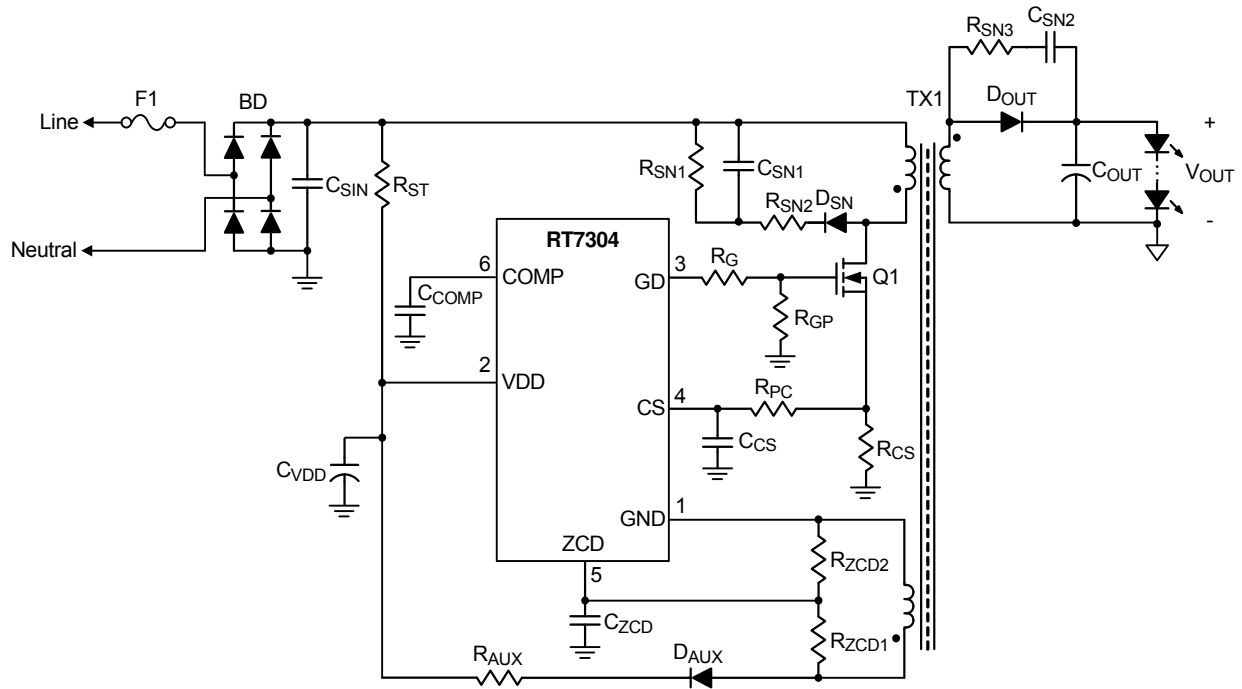 F1
BD
Line
Neutral
CSIN
RST
RSN1
CSN1
RSN2
DSN
TX1
RSN3
CSN2
DOUT
COUT
+
VOUT
-
RT7304
6
COMP
CCOMP
3
GD
RG
Q1
RGP
2
VDD
4
CS
RPC
CCS
RCS
CVDD
1
GND
ZCD
5
RZCD2
CZCD
RZCD1
RAUX
DAUX